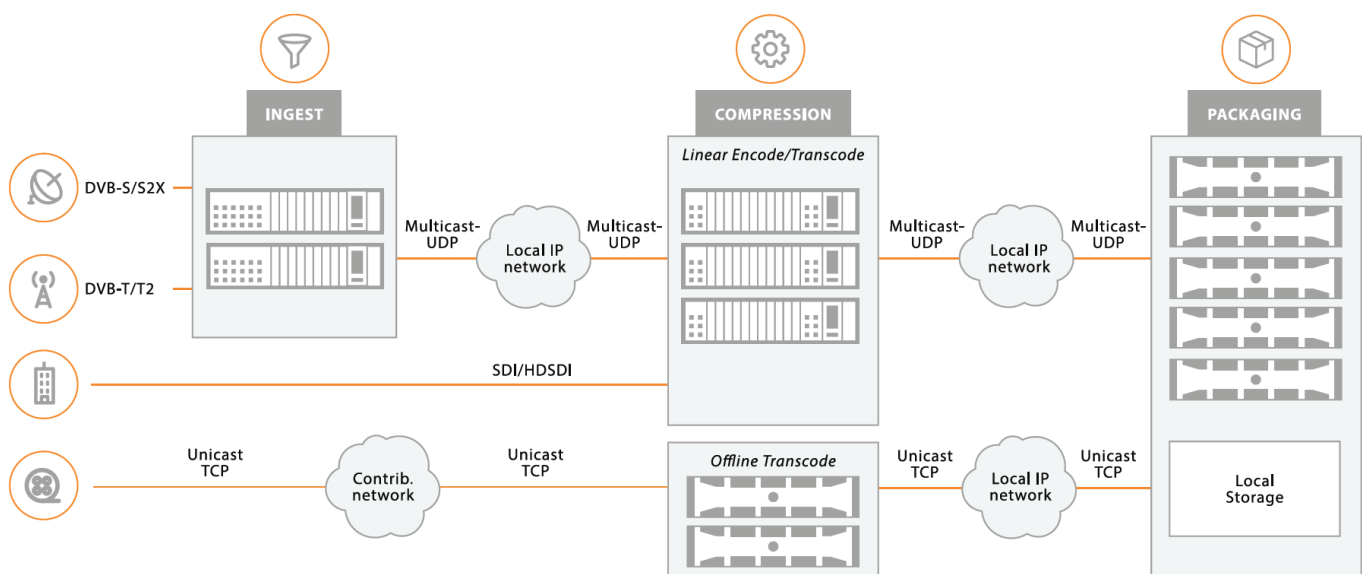 INGEST
COMPRESSION
PACKAGING
Linear Encode/Transcode
DVB-S/S2X
Multicast-
UDP
Local IP
network
Multicast-
UDP
Multicast-
UDP
Local IP
network
Multicast-
UDP
DVB-T/T2
SDI/HDSDI
Unicast
TCP
Contrib.
network
Unicast
TCP
Offline Transcode
Unicast
TCP
Local IP
network
Unicast
TCP
Local
Storage